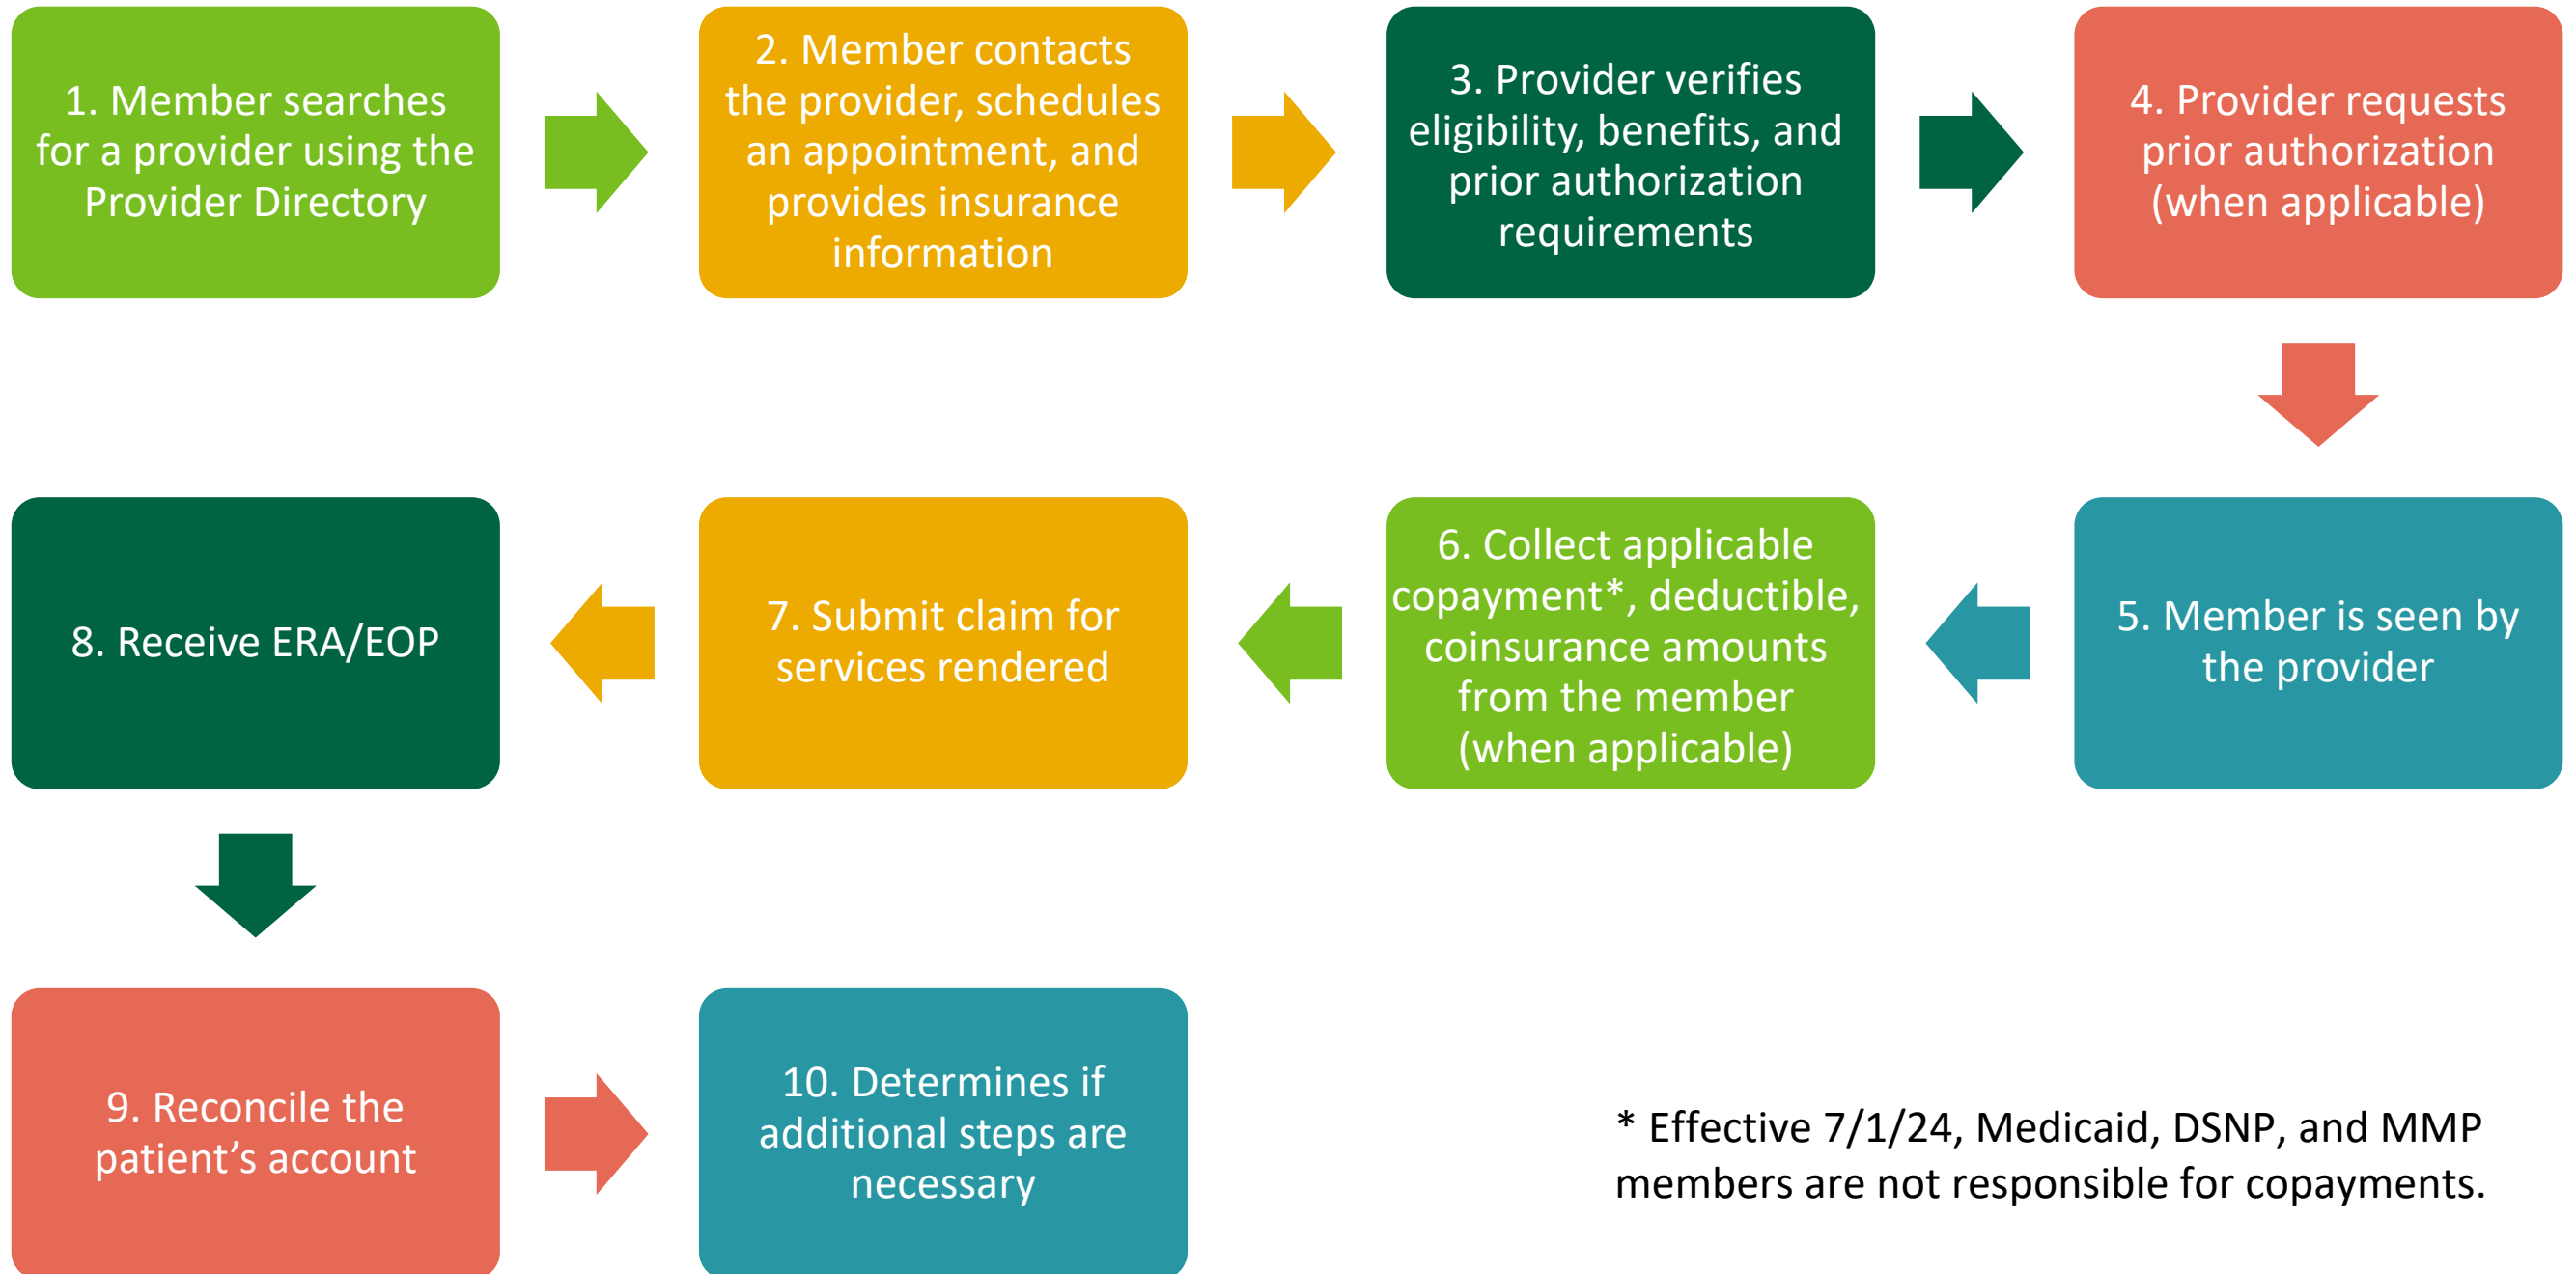 1. Member searches
for a provider using the
Provider Directory
2. Member contacts
the provider, schedules
an appointment, and
provides insurance
information
3. Provider verifies
eligibility, benefits, and
prior authorization
requirements
4. Provider requests
prior authorization
(when applicable)
5. Member is seen by
the provider
6. Collect applicable
copayment*, deductible,
coinsurance amounts
from the member
(when applicable)
7. Submit claim for
services rendered
8. Receive ERA/EOP
9. Reconcile the
patient’s account
10. Determines if
additional steps are
necessary
* Effective 7/1/24, Medicaid, DSNP, and MMP
members are not responsible for copayments.